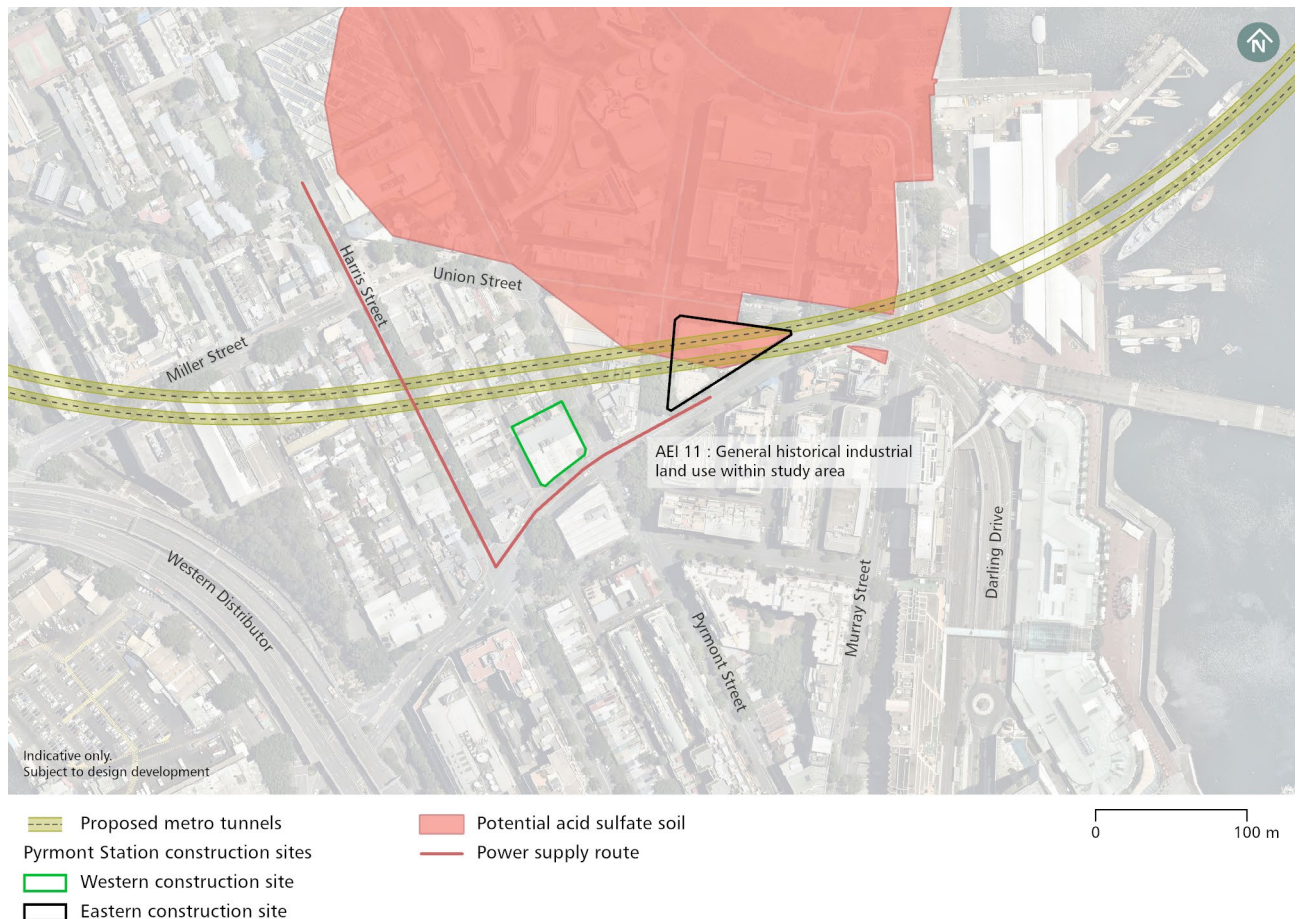 N
Harris Street
Union Street
Miller Street
AEI 11 : General historical industrial
land use within study area
Western Distributor
Darling Drive
Murray Street
Pyrmont Street
Indicative only.
Subject to design development
Proposed metro tunnels
Pyrmont Station construction sites
Western construction site
Eastern construction site
Potential acid sulfate soil
Power supply route
0 100 m